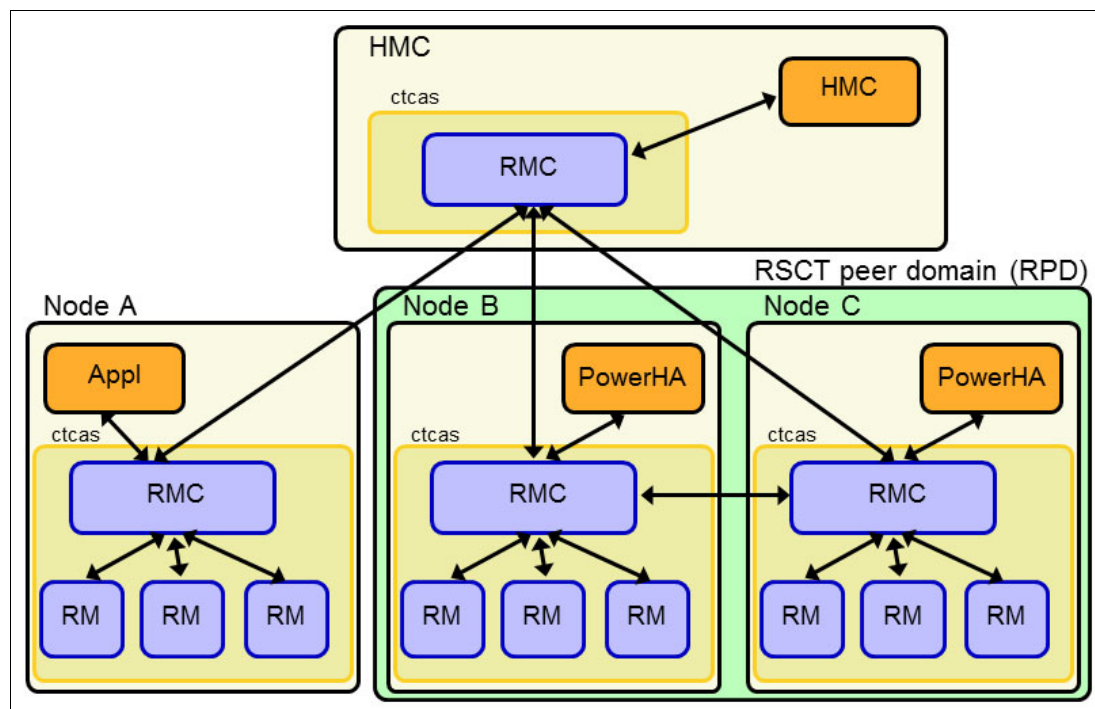 HMC
HMC
ctcas
RMC
RSCT peer domain (RPD)
Node A
Node B
Node C
Appl
PowerHA
PowerHA
ctcas
ctcas
ctcas
RMC
RMC
RMC
RM
RM
RM
RM
RM
RM
RM
RM
RM